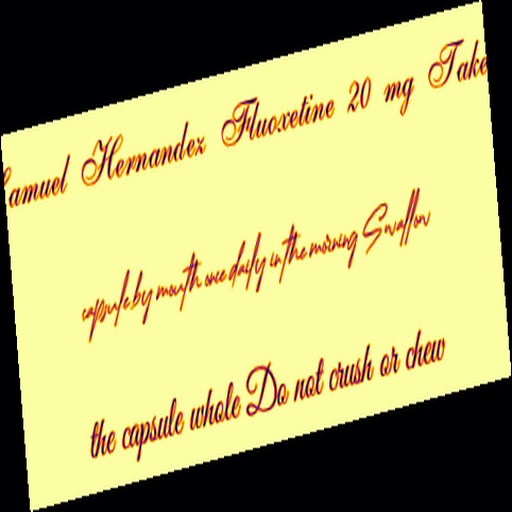 Samuel Hernandez Fluoxetine 20 mg Take
capsule by mouth once daily in the morning Swallow
the capsule whole Do not crush or chew